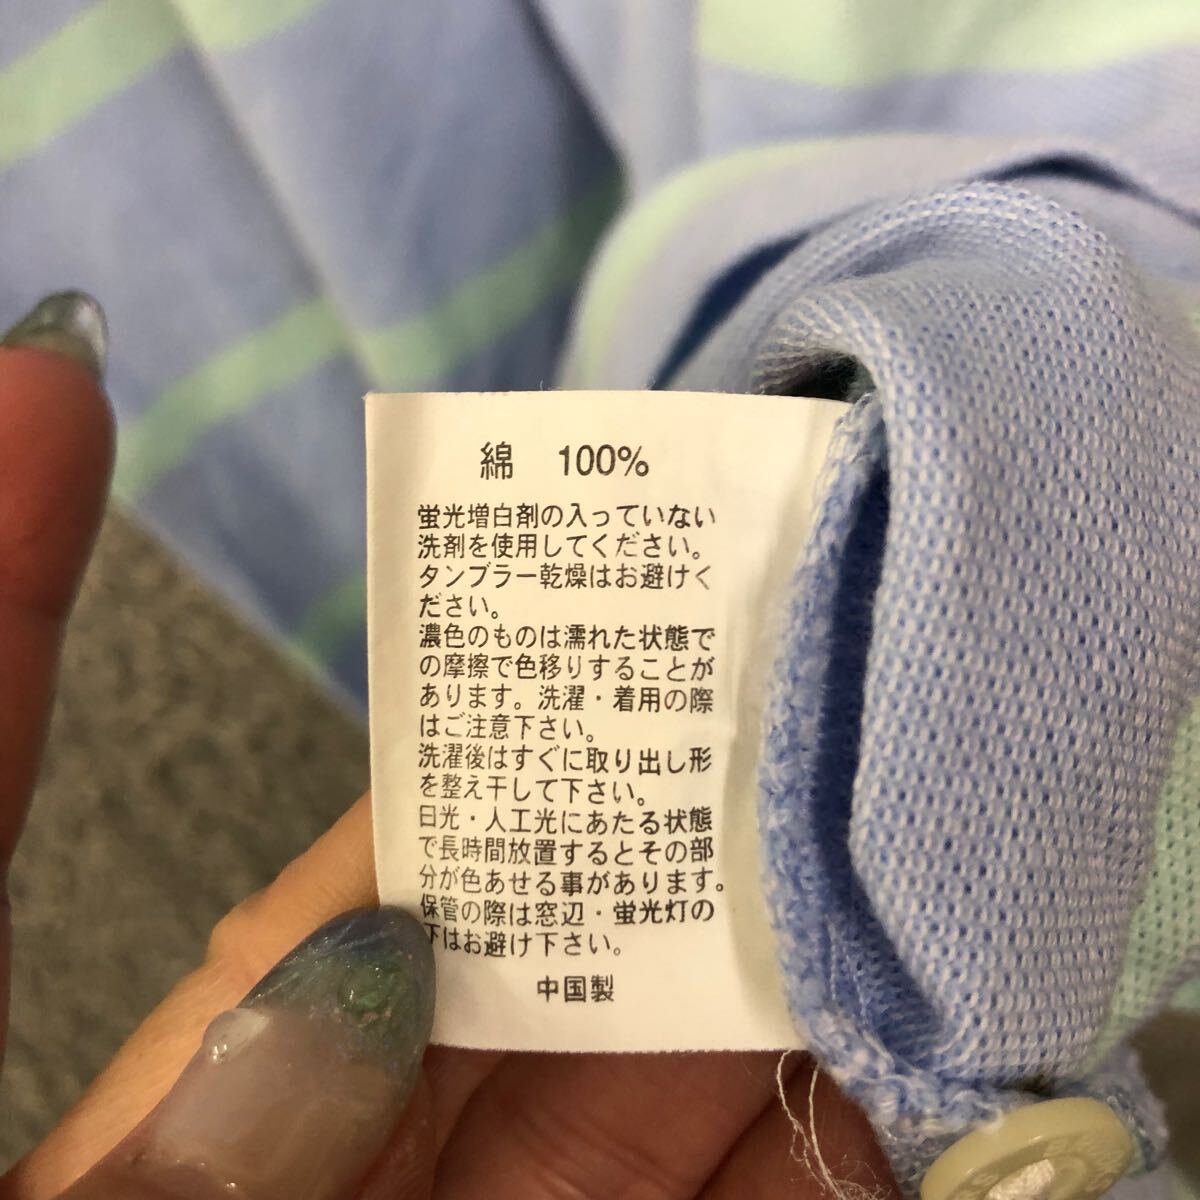 綿 100%
蛍光増白剤の入っていない
洗剤を使用してください。
タンブラー乾燥はお避けく
ださい。
濃色のものは濡れた状態で
の摩擦で色移りすることが
あります。洗濯・着用の際
はご注意下さい。
洗濯後はすぐに取り出し形
を整え干して下さい。
日光・人工光にあたる状態
で長時間放置するとその部
分が色あせる事があります。
保管の際は窓辺・蛍光灯の
下はお避け下さい。
中国製